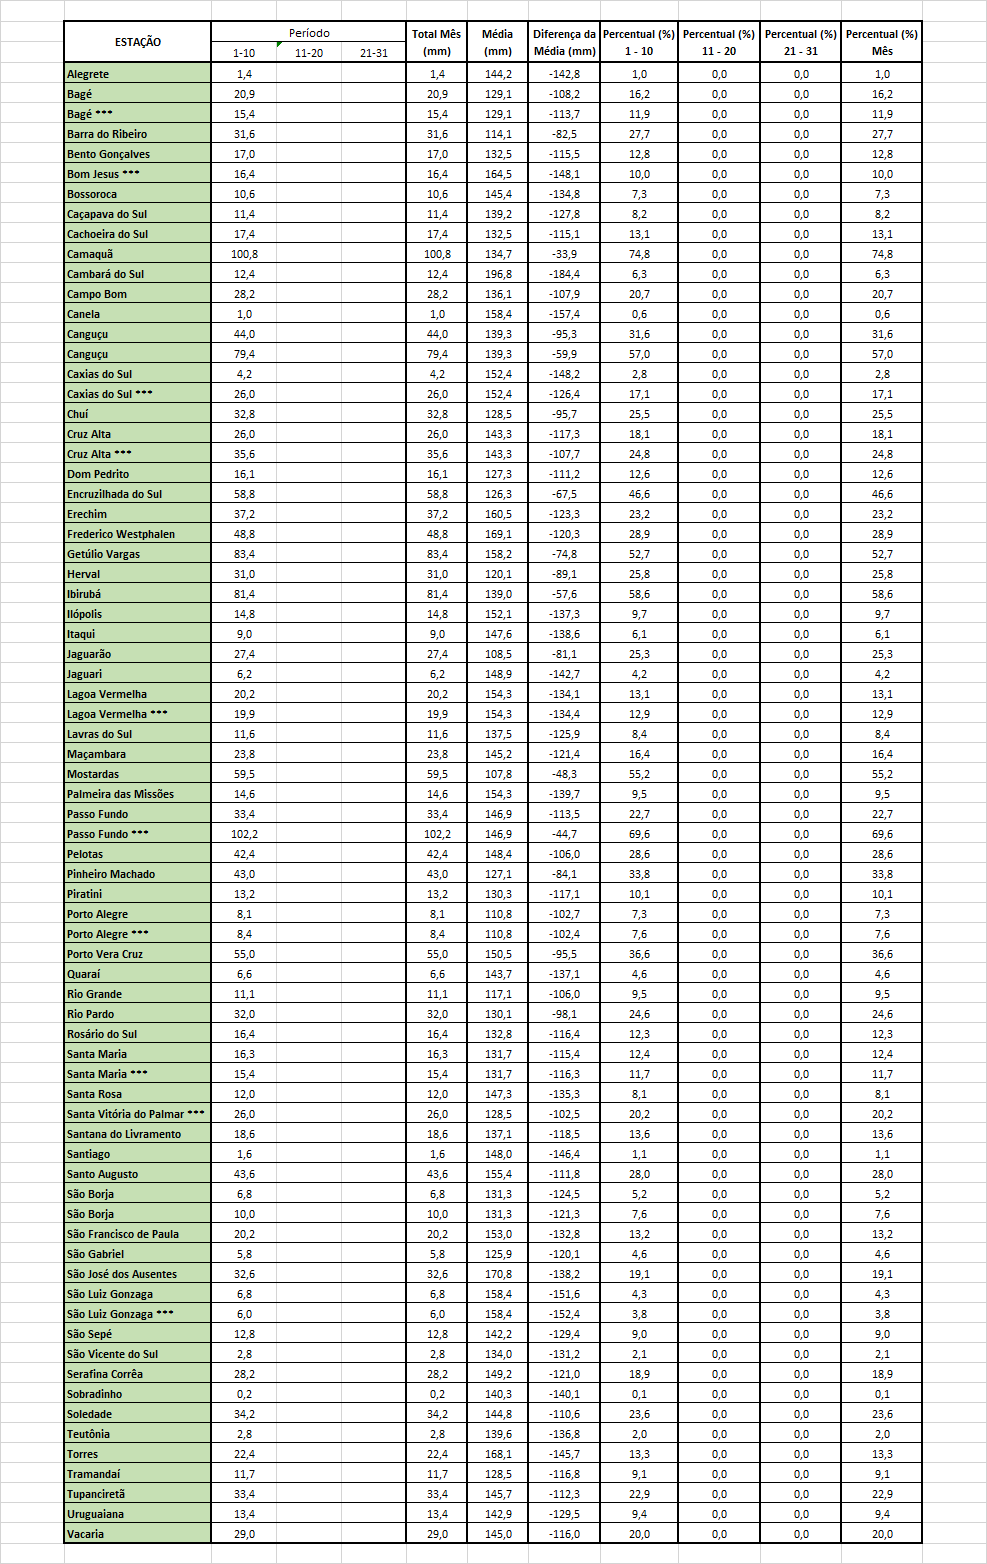 ESTAÇÃO Período Total Mês (mm) Média (mm) Diferença da Média (mm) Percentual (%) 1 - 10 Percentual (%) 11 - 20 Percentual (%) 21 - 31 Percentual (%) Mês
1-10 11-20 21-31
Alegrete 1,4 1,4 144,2 -142,8 1,0 0,0 0,0 1,0
Bagé 20,9 20,9 129,1 -108,2 16,2 0,0 0,0 16,2
Bagé *** 15,4 15,4 129,1 -113,7 11,9 0,0 0,0 11,9
Barra do Ribeiro 31,6 31,6 114,1 -82,5 27,7 0,0 0,0 27,7
Bento Gonçalves 17,0 17,0 132,5 -115,5 12,8 0,0 0,0 12,8
Bom Jesus *** 16,4 16,4 164,5 -148,1 10,0 0,0 0,0 10,0
Bossoroca 10,6 10,6 145,4 -134,8 7,3 0,0 0,0 7,3
Caçapava do Sul 11,4 11,4 139,2 -127,8 8,2 0,0 0,0 8,2
Cachoeira do Sul 17,4 17,4 132,5 -115,1 13,1 0,0 0,0 13,1
Camaquã 100,8 100,8 134,7 -33,9 74,8 0,0 0,0 74,8
Cambará do Sul 12,4 12,4 196,8 -184,4 6,3 0,0 0,0 6,3
Campo Bom 28,2 28,2 136,1 -107,9 20,7 0,0 0,0 20,7
Canela 1,0 1,0 158,4 -157,4 0,6 0,0 0,0 0,6
Canguçu 44,0 44,0 139,3 -95,3 31,6 0,0 0,0 31,6
Canguçu 79,4 79,4 139,3 -59,9 57,0 0,0 0,0 57,0
Caxias do Sul 4,2 4,2 152,4 -148,2 2,8 0,0 0,0 2,8
Caxias do Sul *** 26,0 26,0 152,4 -126,4 17,1 0,0 0,0 17,1
Chuí 32,8 32,8 128,5 -95,7 25,5 0,0 0,0 25,5
Cruz Alta 26,0 26,0 143,3 -117,3 18,1 0,0 0,0 18,1
Cruz Alta *** 35,6 35,6 143,3 -107,7 24,8 0,0 0,0 24,8
Dom Pedrito 16,1 16,1 127,3 -111,2 12,6 0,0 0,0 12,6
Encruzilhada do Sul 58,8 58,8 126,3 -67,5 46,6 0,0 0,0 46,6
Erechim 37,2 37,2 160,5 -123,3 23,2 0,0 0,0 23,2
Frederico Westphalen 48,8 48,8 169,1 -120,3 28,9 0,0 0,0 28,9
Getúlio Vargas 83,4 83,4 158,2 -74,8 52,7 0,0 0,0 52,7
Herval 31,0 31,0 120,1 -89,1 25,8 0,0 0,0 25,8
Ibirubá 81,4 81,4 139,0 -57,6 58,6 0,0 0,0 58,6
Ilópolis 14,8 14,8 152,1 -137,3 9,7 0,0 0,0 9,7
Itaqui 9,0 9,0 147,6 -138,6 6,1 0,0 0,0 6,1
Jaguarão 27,4 27,4 108,5 -81,1 25,3 0,0 0,0 25,3
Jaguari 6,2 6,2 148,9 -142,7 4,2 0,0 0,0 4,2
Lagoa Vermelha 20,2 20,2 154,3 -134,1 13,1 0,0 0,0 13,1
Lagoa Vermelha *** 19,9 19,9 154,3 -134,4 12,9 0,0 0,0 12,9
Lavras do Sul 11,6 11,6 137,5 -125,9 8,4 0,0 0,0 8,4
Maçambara 23,8 23,8 145,2 -121,4 16,4 0,0 0,0 16,4
Mostardas 59,5 59,5 107,8 -48,3 55,2 0,0 0,0 55,2
Palmeira das Missões 14,6 14,6 154,3 -139,7 9,5 0,0 0,0 9,5
Passo Fundo 33,4 33,4 146,9 -113,5 22,7 0,0 0,0 22,7
Passo Fundo *** 102,2 102,2 146,9 -44,7 69,6 0,0 0,0 69,6
Pelotas 42,4 42,4 148,4 -106,0 28,6 0,0 0,0 28,6
Pinheiro Machado 43,0 43,0 127,1 -84,1 33,8 0,0 0,0 33,8
Piratini 13,2 13,2 130,3 -117,1 10,1 0,0 0,0 10,1
Porto Alegre 8,1 8,1 110,8 -102,7 7,3 0,0 0,0 7,3
Porto Alegre *** 8,4 8,4 110,8 -102,4 7,6 0,0 0,0 7,6
Porto Vera Cruz 55,0 55,0 150,5 -95,5 36,6 0,0 0,0 36,6
Quaraí 6,6 6,6 143,7 -137,1 4,6 0,0 0,0 4,6
Rio Grande 11,1 11,1 117,1 -106,0 9,5 0,0 0,0 9,5
Rio Pardo 32,0 32,0 130,1 -98,1 24,6 0,0 0,0 24,6
Rosário do Sul 16,4 16,4 132,8 -116,4 12,3 0,0 0,0 12,3
Santa Maria 16,3 16,3 131,7 -115,4 12,4 0,0 0,0 12,4
Santa Maria *** 15,4 15,4 131,7 -116,3 11,7 0,0 0,0 11,7
Santa Rosa 12,0 12,0 147,3 -135,3 8,1 0,0 0,0 8,1
Santa Vitória do Palmar *** 26,0 26,0 128,5 -102,5 20,2 0,0 0,0 20,2
Santana do Livramento 18,6 18,6 137,1 -118,5 13,6 0,0 0,0 13,6
Santiago 1,6 1,6 148,0 -146,4 1,1 0,0 0,0 1,1
Santo Augusto 43,6 43,6 155,4 -111,8 28,0 0,0 0,0 28,0
São Borja 6,8 6,8 131,3 -124,5 5,2 0,0 0,0 5,2
São Borja 10,0 10,0 131,3 -121,3 7,6 0,0 0,0 7,6
São Francisco de Paula 20,2 20,2 153,0 -132,8 13,2 0,0 0,0 13,2
São Gabriel 5,8 5,8 125,9 -120,1 4,6 0,0 0,0 4,6
São José dos Ausentes 32,6 32,6 170,8 -138,2 19,1 0,0 0,0 19,1
São Luiz Gonzaga 6,8 6,8 158,4 -151,6 4,3 0,0 0,0 4,3
São Luiz Gonzaga *** 6,0 6,0 158,4 -152,4 3,8 0,0 0,0 3,8
São Sepé 12,8 12,8 142,2 -129,4 9,0 0,0 0,0 9,0
São Vicente do Sul 2,8 2,8 134,0 -131,2 2,1 0,0 0,0 2,1
Serafina Corrêa 28,2 28,2 149,2 -121,0 18,9 0,0 0,0 18,9
Sobradinho 0,2 0,2 140,3 -140,1 0,1 0,0 0,0 0,1
Soledade 34,2 34,2 144,8 -110,6 23,6 0,0 0,0 23,6
Teutônia 2,8 2,8 139,6 -136,8 2,0 0,0 0,0 2,0
Torres 22,4 22,4 168,1 -145,7 13,3 0,0 0,0 13,3
Tramandaí 11,7 11,7 128,5 -116,8 9,1 0,0 0,0 9,1
Tupanciretã 33,4 33,4 145,7 -112,3 22,9 0,0 0,0 22,9
Uruguaiana 13,4 13,4 142,9 -129,5 9,4 0,0 0,0 9,4
Vacaria 29,0 29,0 145,0 -116,0 20,0 0,0 0,0 20,0